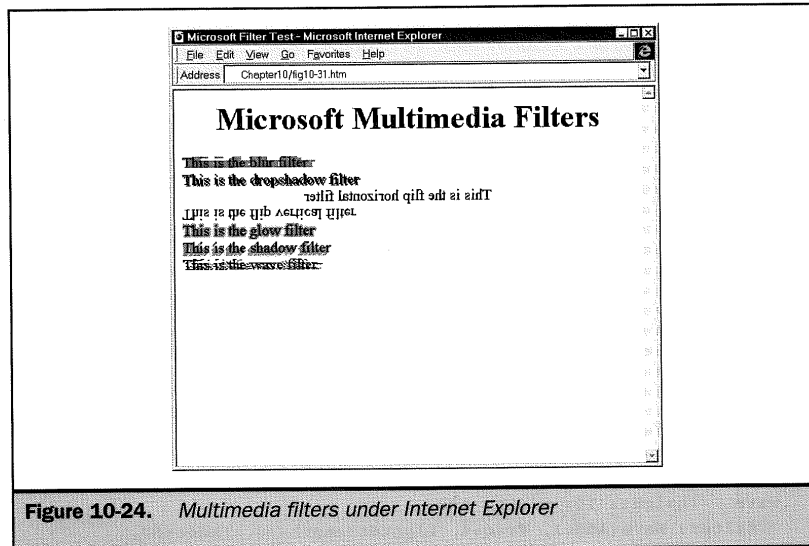 Microsoft Filter Test - Microsoft Internet Explorer
File Edit View Go Favorites Help
Address Chapter10/fig10-31.htm
Microsoft Multimedia Filters
This is the blur filter
This is the dropshadow filter
This is the flip horizontal filter
This is the flip vertical filter
This is the glow filter
This is the shadow filter
This is the wave filter
Figure 10-24. Multimedia filters under Internet Explorer